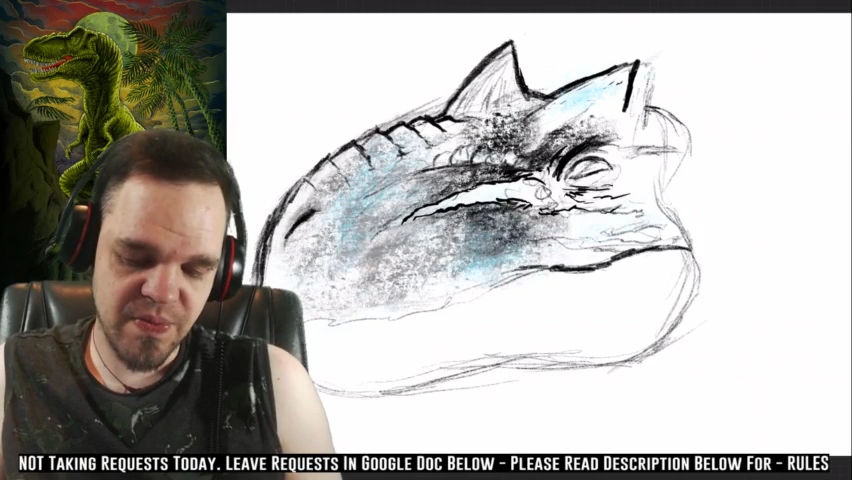 NOT Taking Requests Today. Leave Requests In Google Doc Below - Please Read Description Below For - RULES